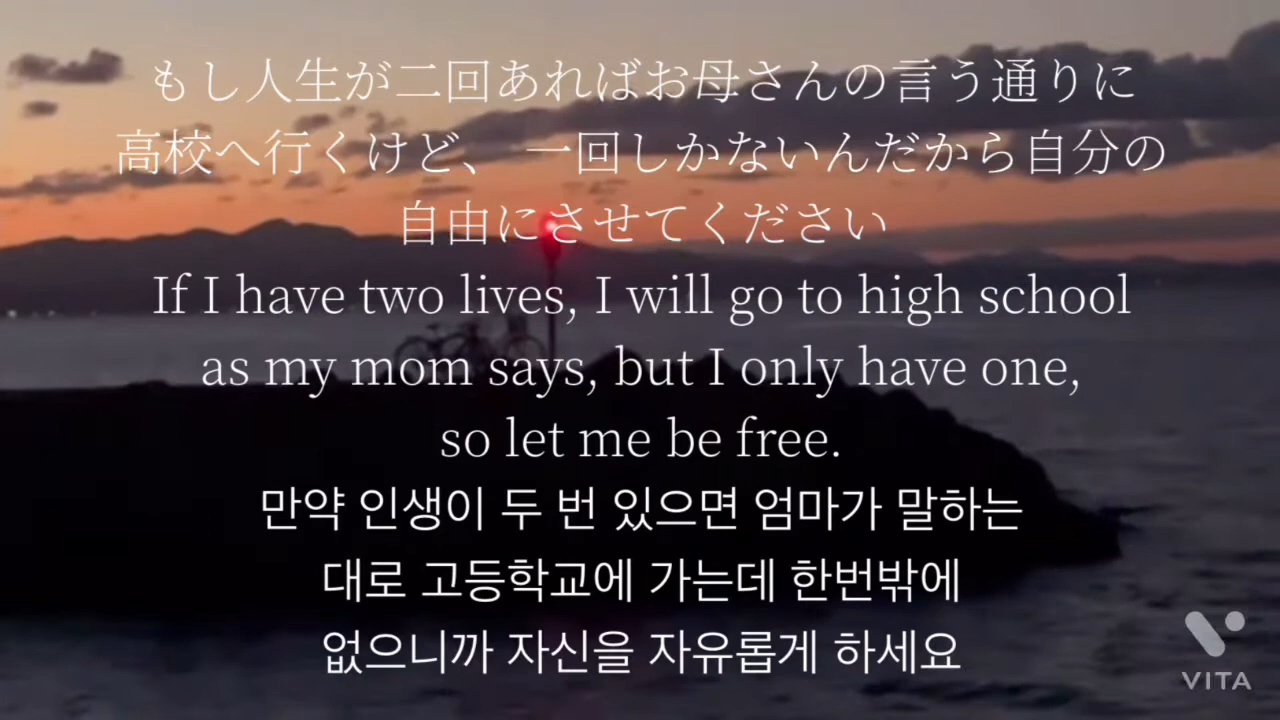 もし人生が二回あればお母さんの言う通りに
高校へ行くけど、 一回しかないんだから自分の
自由にさせてください
If I have two lives, I will go to high school
as my mom says, but I only have one,
so let me be free.
만약 인생이 두 번 있으면 엄마가 말하는
대로 고등학교에 가는데 한번밖에
없으니까 자신을 자유롭게 하세요
VITA